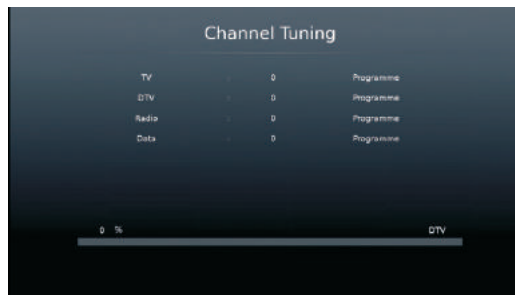 Channel Tuning
TV : 0 Programme
DTV : 0 Programme
Radio : 0 Programme
Data : 0 Programme
0 % DTV